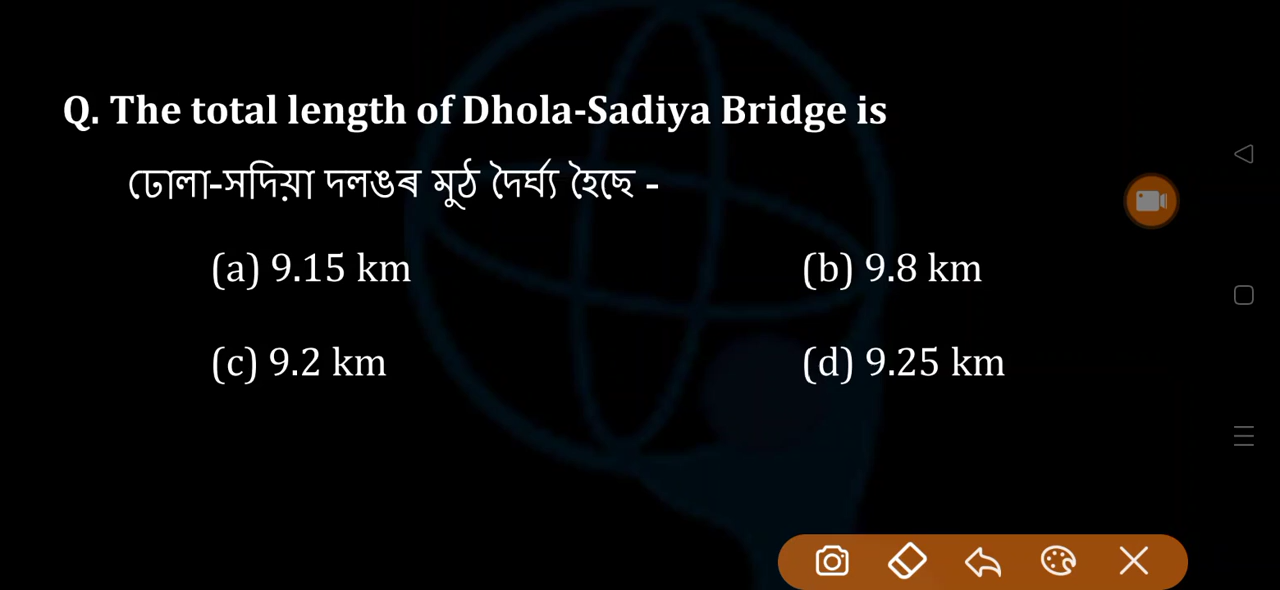 Q. The total length of Dhola-Sadiya Bridge is
ঢোলা-সদিয়া দলঙৰ মুঠ দৈৰ্ঘ্য হৈছে -
(a) 9.15 km (b) 9.8 km
(c) 9.2 km (d) 9.25 km